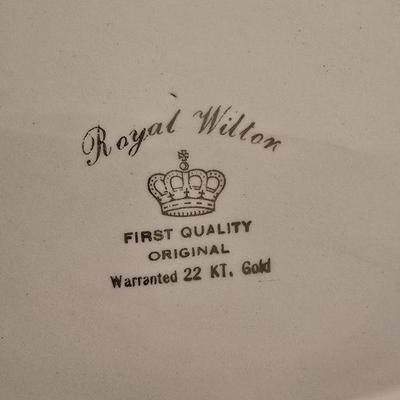 Royal Wilton
FIRST QUALITY
ORIGINAL
Warranted 22 KT. Gold